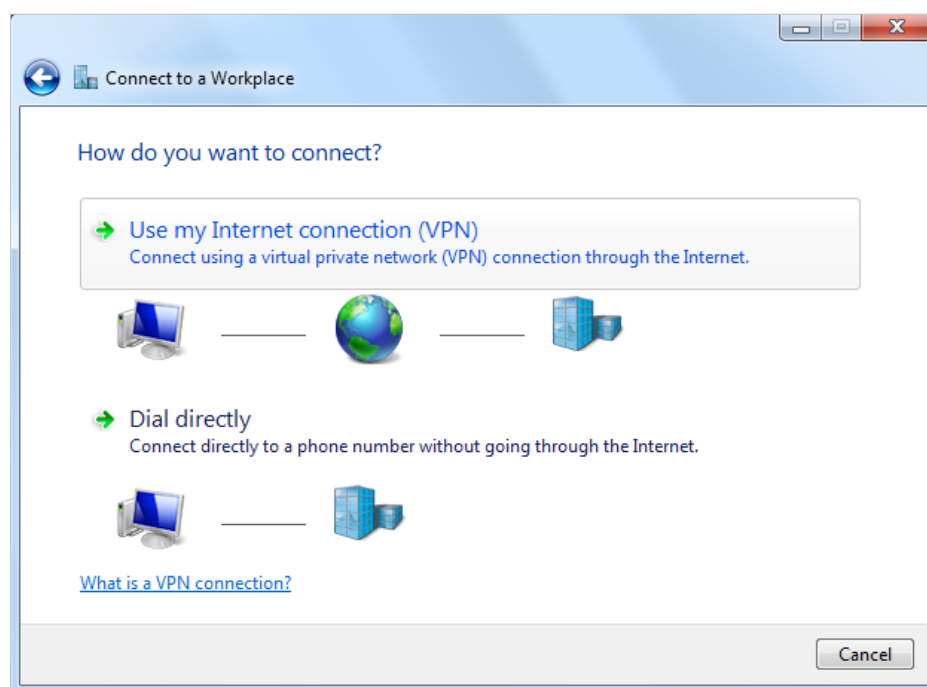 Connect to a Workplace
How do you want to connect?
Use my Internet connection (VPN)
Connect using a virtual private network (VPN) connection through the Internet.
Dial directly
Connect directly to a phone number without going through the Internet.
What is a VPN connection?
Cancel